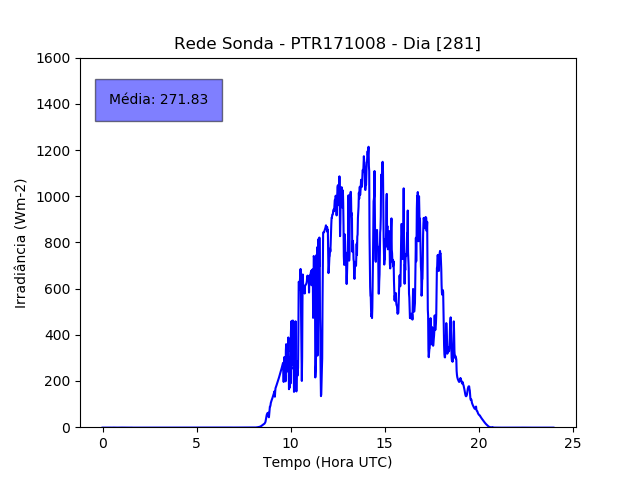 Rede Sonda - PTR171008 - Dia [281]
1600
1400
1200
1000
800
600
400
200
0
Média: 271.83
Irradiância (Wm-2)
0 5 10 15 20 25
Tempo (Hora UTC)